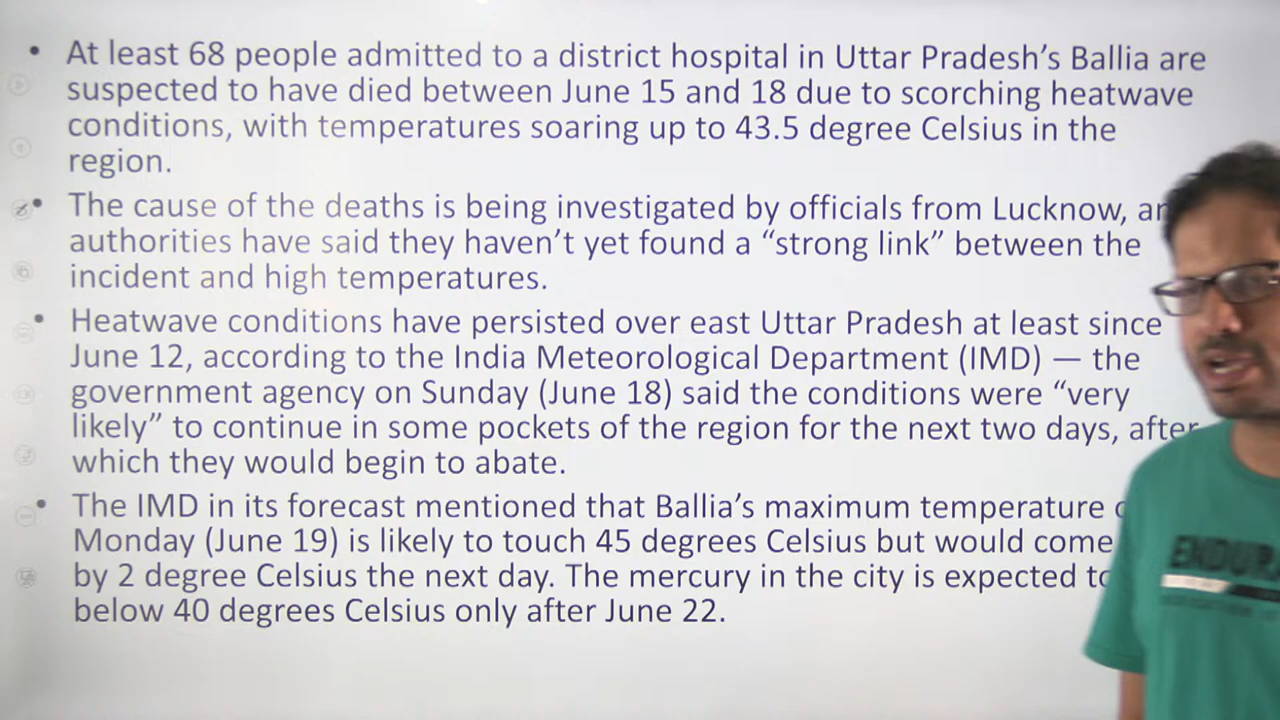 • At least 68 people admitted to a district hospital in Uttar Pradesh’s Ballia are
suspected to have died between June 15 and 18 due to scorching heatwave
conditions, with temperatures soaring up to 43.5 degree Celsius in the
region.
• The cause of the deaths is being investigated by officials from Lucknow,
authorities have said they haven’t yet found a “strong link” between the
incident and high temperatures.
• Heatwave conditions have persisted over east Uttar Pradesh at least since
June 12, according to the India Meteorological Department (IMD) — the
government agency on Sunday (June 18) said the conditions were “very
likely” to continue in some pockets of the region for the next two days, after
which they would begin to abate.
• The IMD in its forecast mentioned that Ballia’s maximum temperature
Monday (June 19) is likely to touch 45 degrees Celsius but would come
by 2 degree Celsius the next day. The mercury in the city is expected to
below 40 degrees Celsius only after June 22.